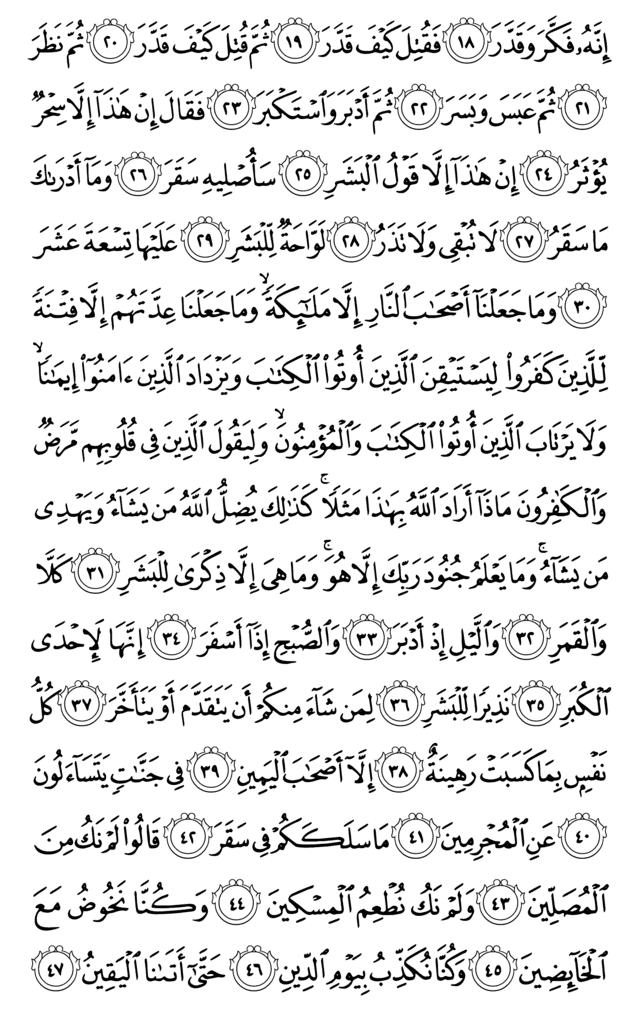 إِنَّهُۥ فَكَّرَ وَقَدَّرَ ١٨ فَقُتِلَ كَيْفَ قَدَّرَ ١٩ ثُمَّ قُتِلَ كَيْفَ قَدَّرَ ٢٠ ثُمَّ نَظَرَ
٢١ ثُمَّ عَبَسَ وَبَسَرَ ٢٢ ثُمَّ أَدْبَرَ وَٱسْتَكْبَرَ ٢٣ فَقَالَ إِنْ هَٰذَآ إِلَّا سِحْرٌ
يُؤْثَرُ ٢٤ إِنْ هَٰذَآ إِلَّا قَوْلُ ٱلْبَشَرِ ٢٥ سَأُصْلِيهِ سَقَرَ ٢٦ وَمَآ أَدْرَىٰكَ
مَا سَقَرُ ٢٧ لَا تُبْقِى وَلَا تَذَرُ ٢٨ لَوَّاحَةٌ لِّلْبَشَرِ ٢٩ عَلَيْهَا تِسْعَةَ عَشَرَ
٣٠ وَمَا جَعَلْنَآ أَصْحَٰبَ ٱلنَّارِ إِلَّا مَلَٰٓئِكَةً ۙ وَمَا جَعَلْنَا عِدَّتَهُمْ إِلَّا فِتْنَةً
لِّلَّذِينَ كَفَرُوا۟ لِيَسْتَيْقِنَ ٱلَّذِينَ أُوتُوا۟ ٱلْكِتَٰبَ وَيَزْدَادَ ٱلَّذِينَ ءَامَنُوٓا۟ إِيمَٰنًا ۙ
وَلَا يَرْتَابَ ٱلَّذِينَ أُوتُوا۟ ٱلْكِتَٰبَ وَٱلْمُؤْمِنُونَ ۙ وَلِيَقُولَ ٱلَّذِينَ فِى قُلُوبِهِم مَّرَضٌ
وَٱلْكَٰفِرُونَ مَاذَآ أَرَادَ ٱللَّهُ بِهَٰذَا مَثَلًا ۚ كَذَٰلِكَ يُضِلُّ ٱللَّهُ مَن يَشَآءُ وَيَهْدِى
مَن يَشَآءُ ۚ وَمَا يَعْلَمُ جُنُودَ رَبِّكَ إِلَّا هُوَ ۚ وَمَا هِىَ إِلَّا ذِكْرَىٰ لِلْبَشَرِ ٣١ كَلَّا
وَٱلْقَمَرِ ٣٢ وَٱلَّيْلِ إِذْ أَدْبَرَ ٣٣ وَٱلصُّبْحِ إِذَآ أَسْفَرَ ٣٤ إِنَّهَا لَإِحْدَى
ٱلْكُبَرِ ٣٥ نَذِيرًا لِّلْبَشَرِ ٣٦ لِمَن شَآءَ مِنكُمْ أَن يَتَقَدَّمَ أَوْ يَتَأَخَّرَ ٣٧ كُلُّ
نَفْسٍۭ بِمَا كَسَبَتْ رَهِينَةٌ ٣٨ إِلَّآ أَصْحَٰبَ ٱلْيَمِينِ ٣٩ فِى جَنَّٰتٍ يَتَسَآءَلُونَ
٤٠ عَنِ ٱلْمُجْرِمِينَ ٤١ مَا سَلَكَكُمْ فِى سَقَرَ ٤٢ قَالُوا۟ لَمْ نَكُ مِنَ
ٱلْمُصَلِّينَ ٤٣ وَلَمْ نَكُ نُطْعِمُ ٱلْمِسْكِينَ ٤٤ وَكُنَّا نَخُوضُ مَعَ
ٱلْخَآئِضِينَ ٤٥ وَكُنَّا نُكَذِّبُ بِيَوْمِ ٱلدِّينِ ٤٦ حَتَّىٰٓ أَتَىٰنَا ٱلْيَقِينُ ٤٧